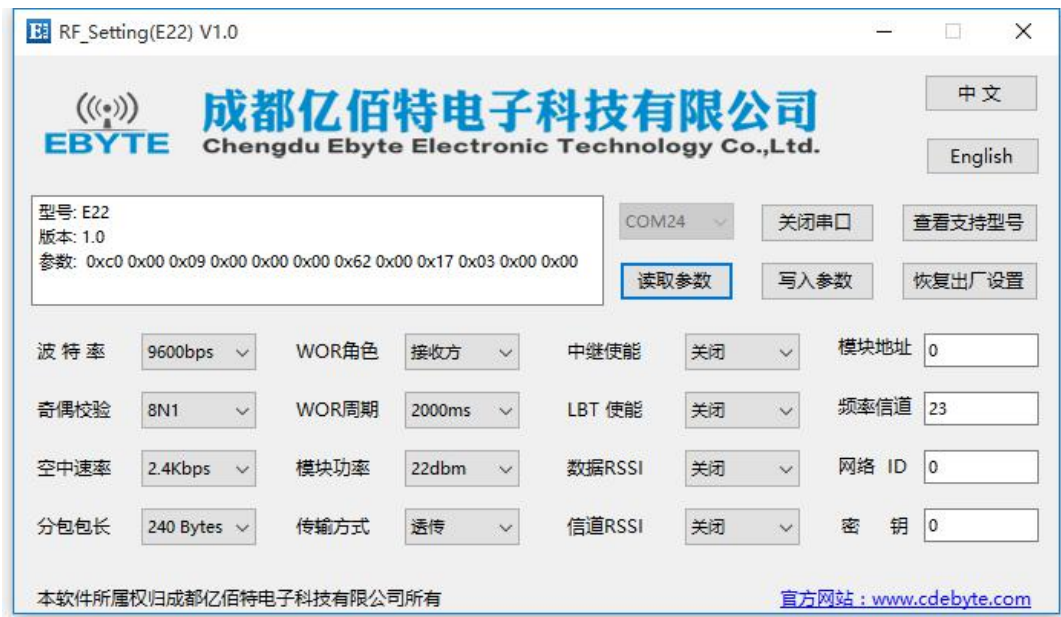 RF_Setting(E22) V1.0
EBYTE
成都亿佰特电子科技有限公司
Chengdu Ebyte Electronic Technology Co.,Ltd.
中 文
English
型号: E22
版本: 1.0
参数: 0xc0 0x00 0x09 0x00 0x00 0x00 0x62 0x00 0x17 0x03 0x00 0x00
COM24 关闭串口 查看支持型号
读取参数 写入参数 恢复出厂设置
波 特 率 9600bps WOR角色 接收方 中继使能 关闭 模块地址 0
奇偶校验 8N1 WOR周期 2000ms LBT 使能 关闭 频率信道 23
空中速率 2.4Kbps 模块功率 22dbm 数据RSSI 关闭 网络 ID 0
分包包长 240 Bytes 传输方式 透传 信道RSSI 关闭 密 钥 0
本软件所属权归成都亿佰特电子科技有限公司所有 官方网站：www.cdebyte.com